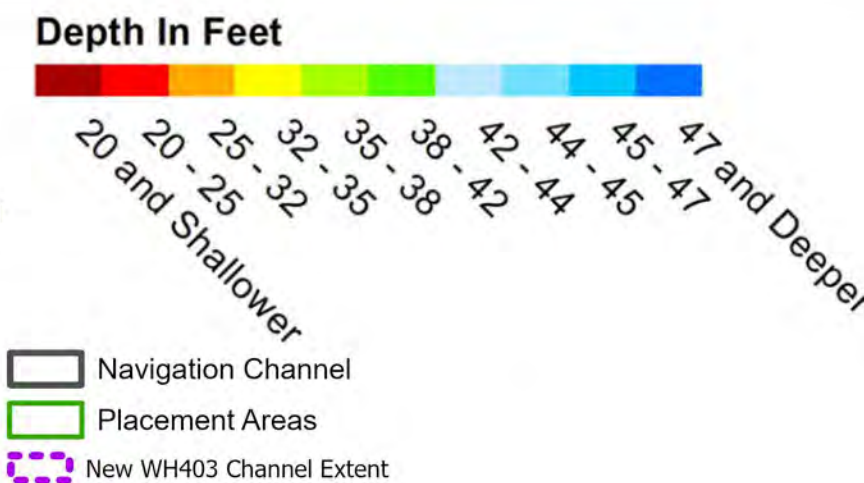 Depth In Feet
20 and Shallower
20 - 25
25 - 32
32 - 35
35 - 38
38 - 42
42 - 44
44 - 45
45 - 47
47 and Deeper
Navigation Channel
Placement Areas
New WH403 Channel Extent